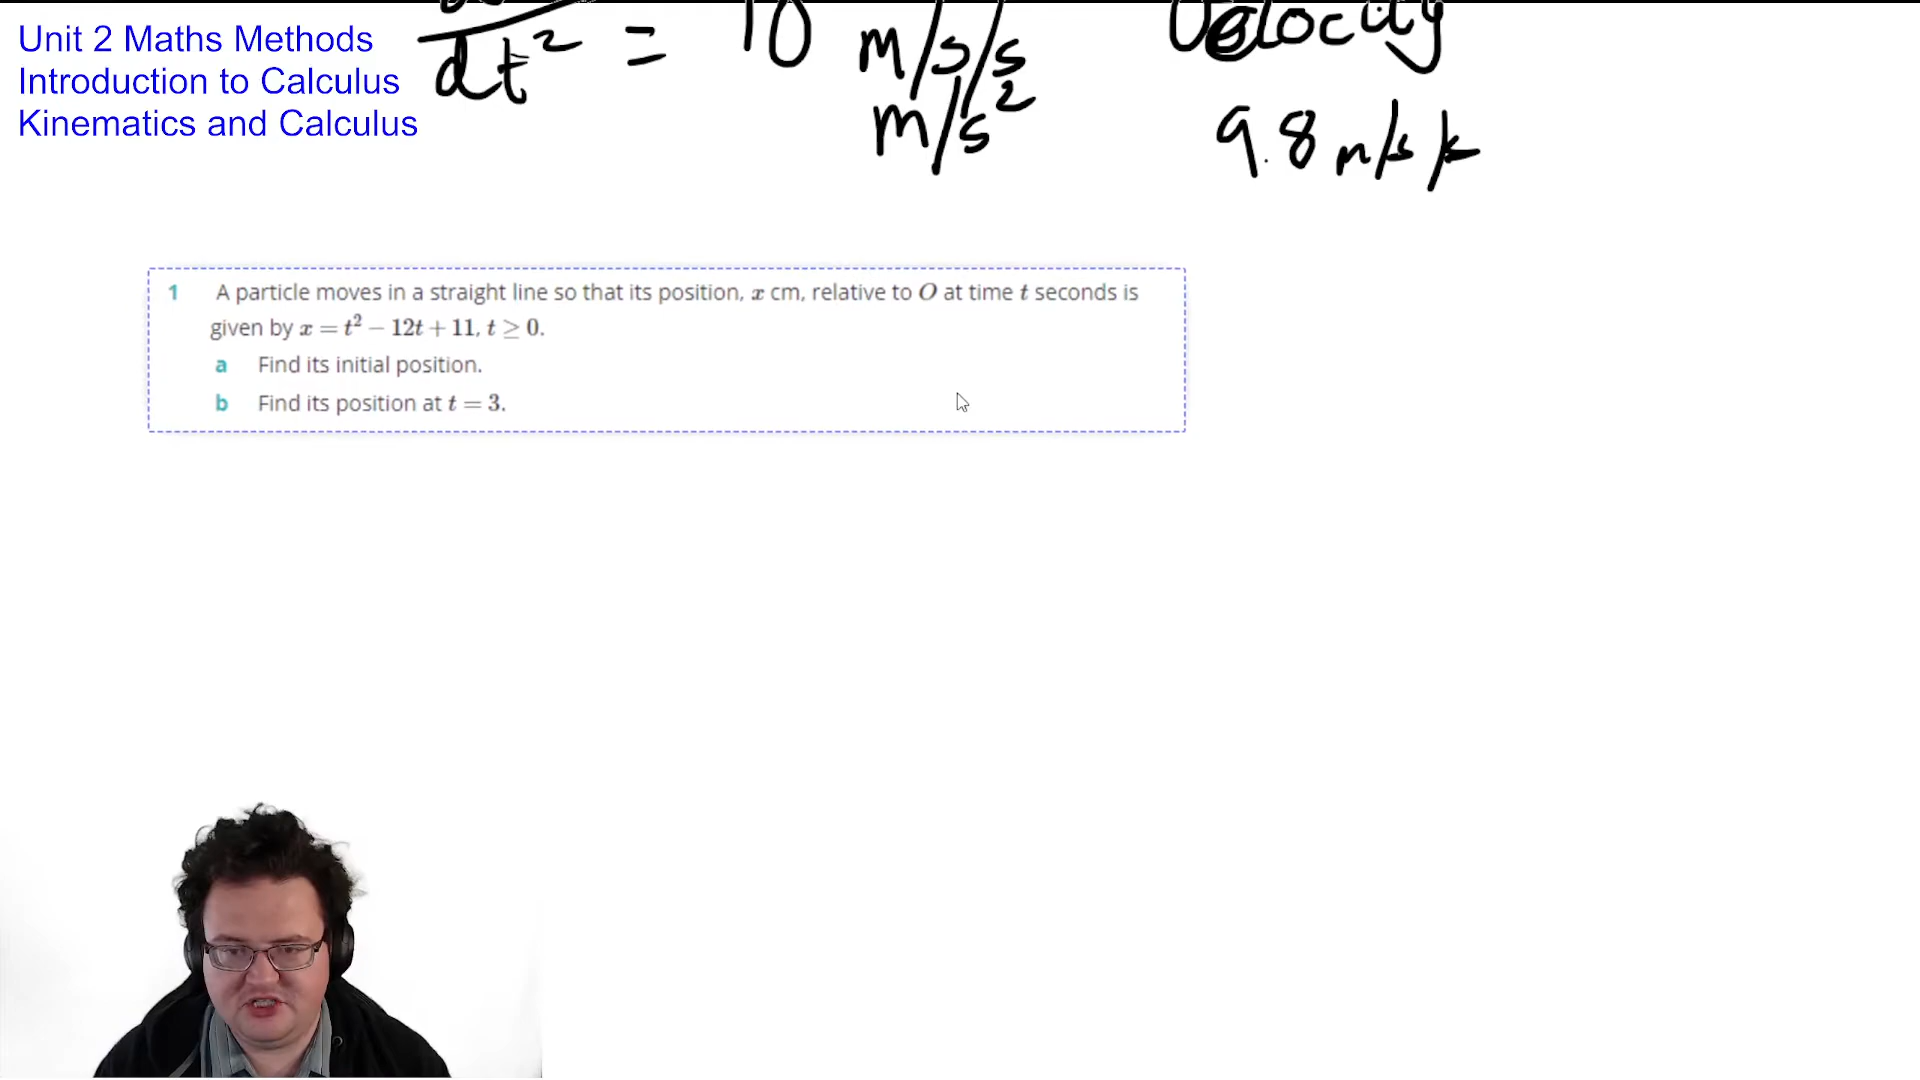 Unit 2 Maths Methods
Introduction to Calculus
Kinematics and Calculus
dt² = 10 m/s/s
m/s²
Velocity
9.8 m/s/s
1 A particle moves in a straight line so that its position, x cm, relative to O at time t seconds is
given by x = t² − 12t + 11, t ≥ 0.
a Find its initial position.
b Find its position at t = 3.